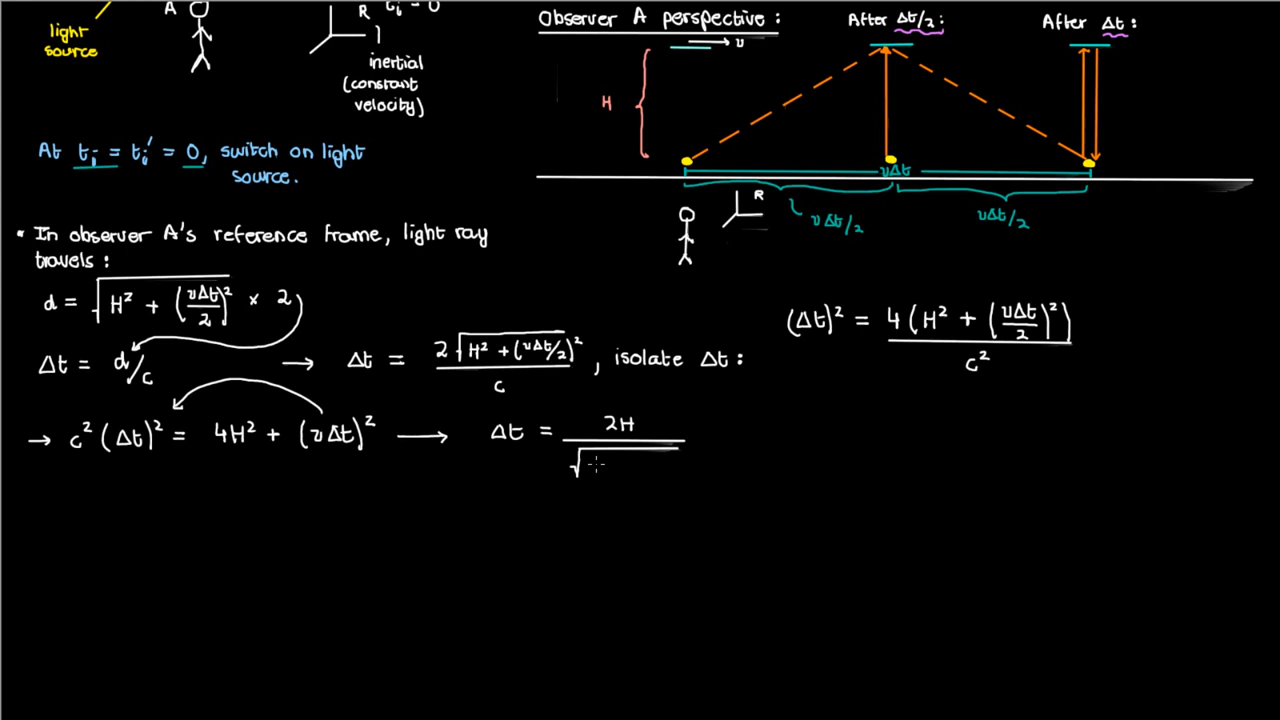 A
R
tᵢ' = 0
light
source
inertial
(constant
velocity)
At tᵢ = tᵢ' = 0, switch on light
source.
Observer A perspective:
After Δt/2:
After Δt:
v
H
vΔt
R
vΔt/2
vΔt/2
• In observer A's reference frame, light ray
travels:
d = √(H² + (vΔt/2)²) × 2
Δt = d/c → Δt = 2√(H² + (vΔt/2)²)/c, isolate Δt:
(Δt)² = 4(H² + (vΔt/2)²)/c²
→ c²(Δt)² = 4H² + (vΔt)² → Δt = 2H/√